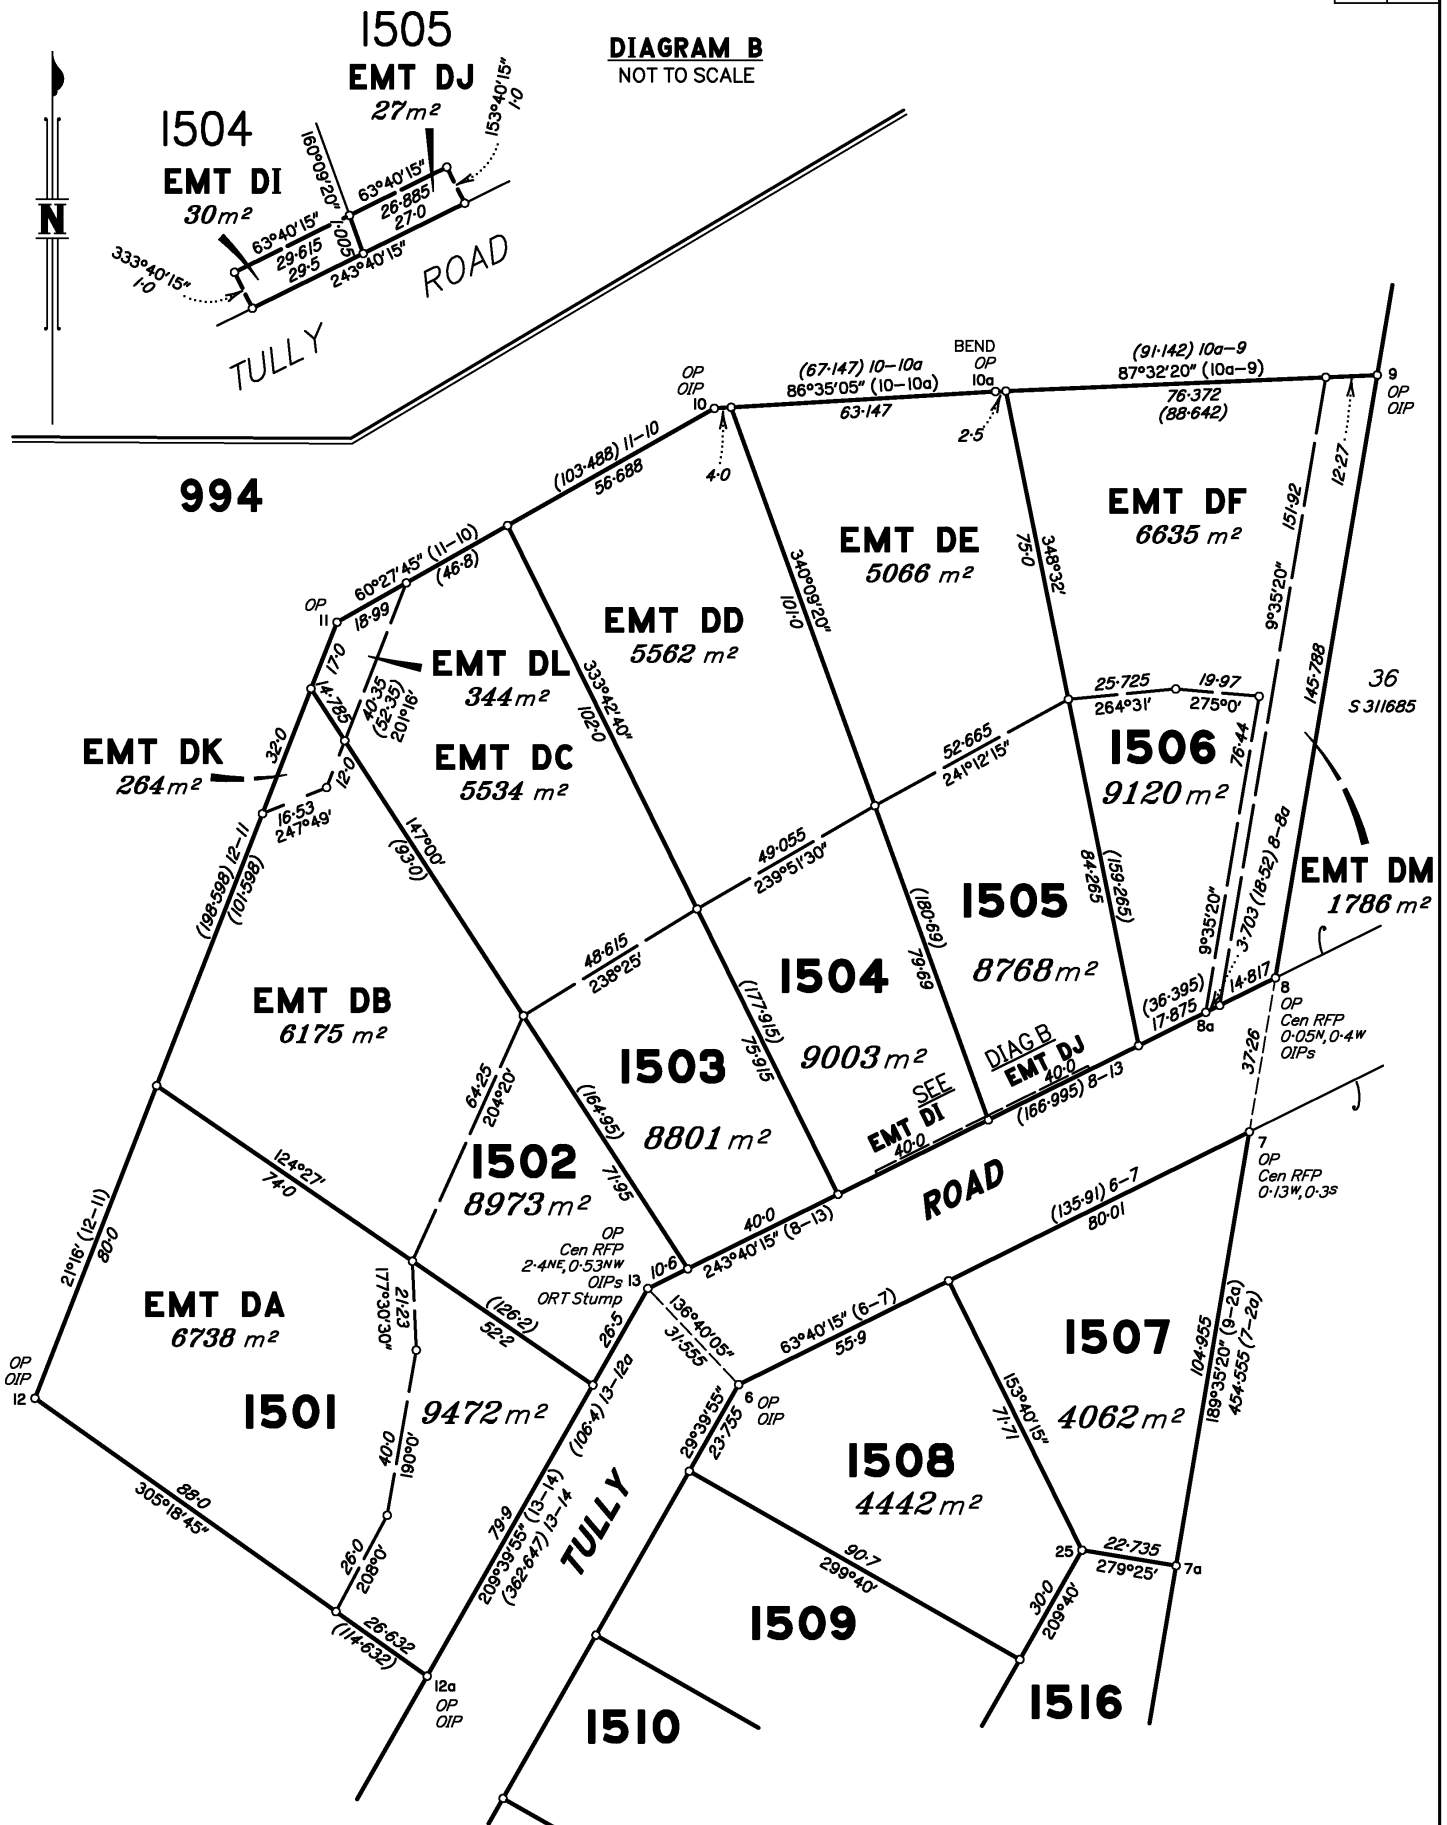 DIAGRAM B
NOT TO SCALE
N
1505
EMT DJ
27m²
153°40'15"
1·0
1504
EMT DI
30m²
160°09'20"
1·005
63°40'15"
26·885
27·0
63°40'15"
29·615
29·5
243°40'15"
333°40'15"
1·0
TULLY
ROAD
994
OP
OIP
10
(67·147) 10-10a
86°35'05" (10-10a)
63·147
BEND
OP
10a
2·5
4·0
(91·142) 10a-9
87°32'20" (10a-9)
76·372
(88·642)
9
OP
OIP
12·27
(103·488) 11-10
56·688
60°27'45" (11-10)
(46·8)
18·99
OP
11
17·0
14·785
40·35
(52·35)
201°16'
12·0
32·0
16·53
247°49'
EMT DL
344m²
EMT DK
264m²
EMT DC
5534 m²
EMT DD
5562 m²
EMT DE
5066 m²
EMT DF
6635 m²
333°42'40"
102·0
340°09'20"
101·0
348°32'
75·0
151·92
9°35'20"
145·788
36
S 311685
25·725
264°31'
19·97
275°0'
76·44
9°35'20"
52·665
241°12'15"
1506
9120 m²
49·055
239°51'30"
48·615
238°25'
147°00'
(93·0)
(198·598) 12-11
(101·598)
EMT DM
1786 m²
3·703 (18·52) 8-8a
14·817
(159·265)
84·265
1505
8768m²
(180·69)
79·69
1504
9003 m²
(177·915)
75·915
1503
8801 m²
(164·95)
71·95
EMT DB
6175 m²
64·25
204°20'
1502
8973 m²
(36·395)
17·875
8a
8
OP
Cen RFP
0·05N, 0·4W
OIPs
37·26
SEE
DIAG B
EMT DI
40·0
EMT DJ
40·0
(166·995) 8-13
7
OP
Cen RFP
0·13W, 0·3S
ROAD
(135·91) 6-7
80·01
40·0
243°40'15" (8-13)
10·6
OP
Cen RFP
2·4NE, 0·53NW
OIPs
13
ORT Stump
136°40'05"
31·555
26·5
124°27'
74·0
(126·2)
52·2
21°16' (12-11)
80·0
EMT DA
6738 m²
21·23
177°30'30"
OP
OIP
12
1501
9472 m²
40·0
190°0'
26·0
208°0'
88·0
305°18'45"
26·632
(114·632)
12a
OP
OIP
(106·4) 13-12a
79·9
209°39'55" (13-14)
(362·647) 13-14
TULLY
29°39'55"
23·755
6
OP
OIP
63°40'15" (6-7)
55·9
1507
4062 m²
104·955
189°35'20" (9-2a)
454·555 (7-2a)
153°40'15"
71·71
1508
4442 m²
90·7
299°40'
25
22·735
279°25'
7a
30·0
209°40'
1509
1510
1516